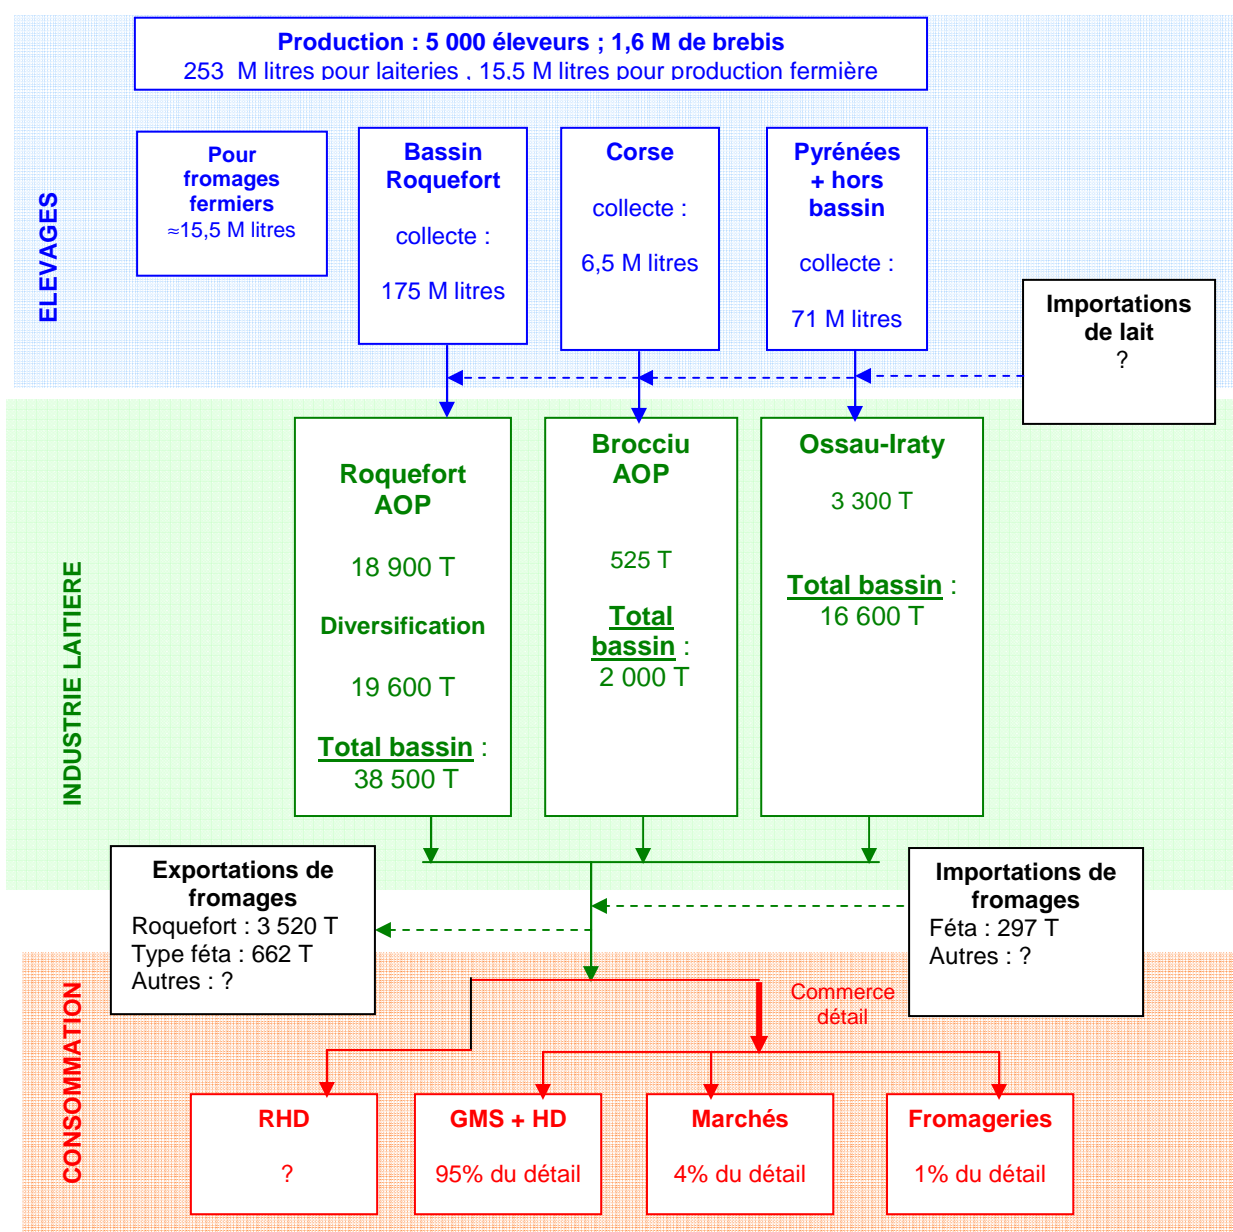 Production : 5 000 éleveurs ; 1,6 M de brebis
253 M litres pour laiteries , 15,5 M litres pour production fermière
ELEVAGES
Pour
fromages
fermiers
≈15,5 M litres
Bassin
Roquefort
collecte :
175 M litres
Corse
collecte :
6,5 M litres
Pyrénées
+ hors
bassin
collecte :
71 M litres
Importations
de lait
?
INDUSTRIE LAITIERE
Roquefort
AOP
18 900 T
Diversification
19 600 T
Total bassin :
38 500 T
Brocciu
AOP
525 T
Total
bassin :
2 000 T
Ossau-Iraty
3 300 T
Total bassin :
16 600 T
Exportations de
fromages
Roquefort : 3 520 T
Type féta : 662 T
Autres : ?
Importations de
fromages
Féta : 297 T
Autres : ?
CONSOMMATION
Commerce
détail
RHD
?
GMS + HD
95% du détail
Marchés
4% du détail
Fromageries
1% du détail